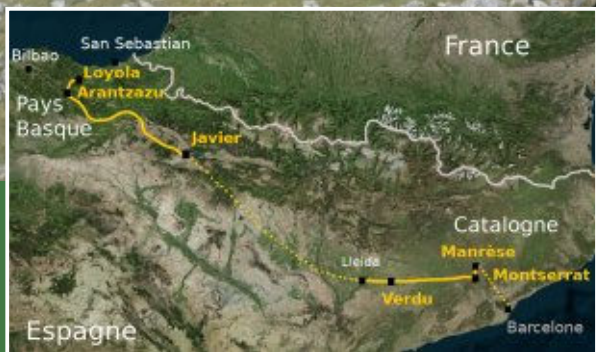 San Sebastian
France
Bilbao
Loyola
Arantzazu
Pays
Basque
Javier
Catalogne
Lleida
Manrèse
Montserrat
Verdu
Barcelone
Espagne